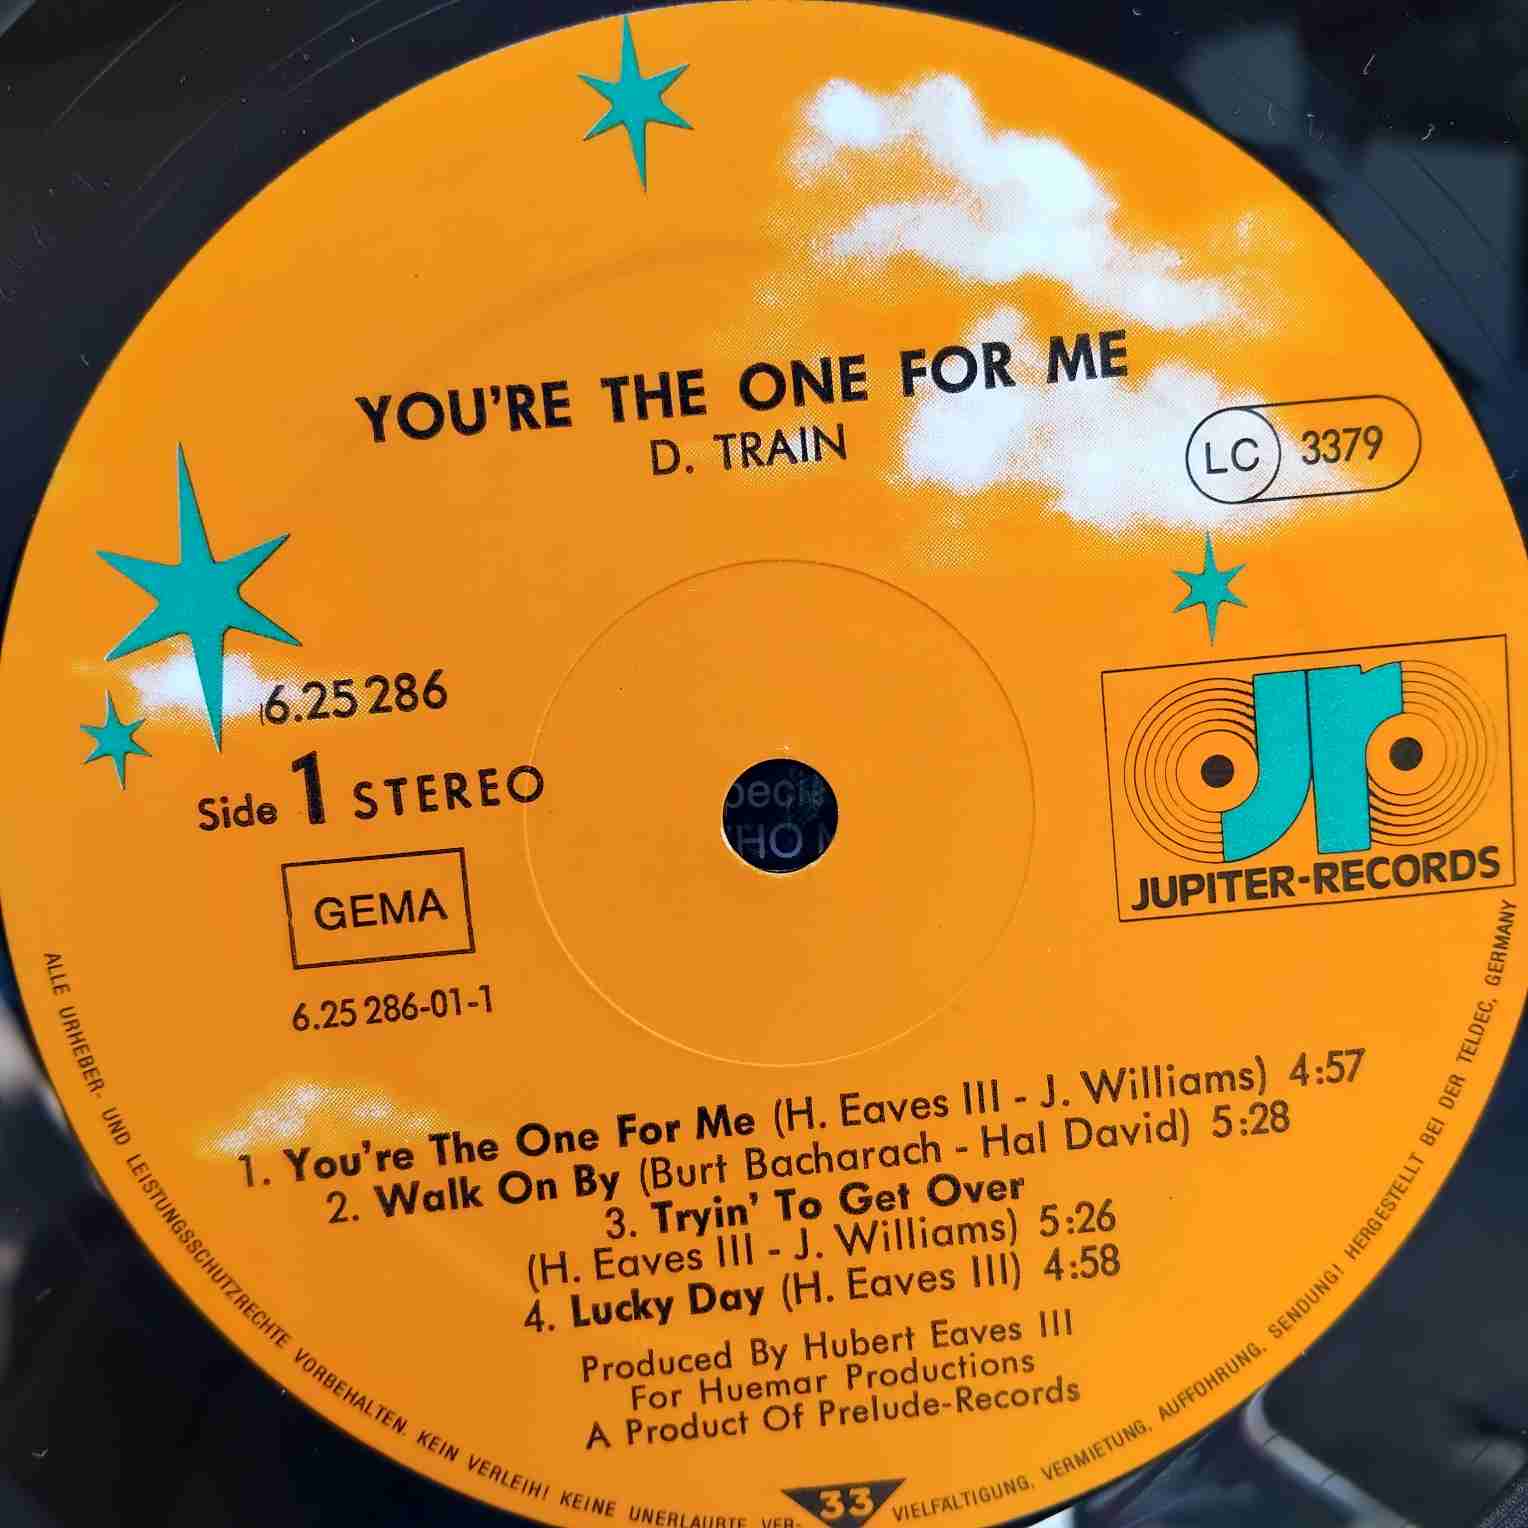 YOU'RE THE ONE FOR ME
D. TRAIN
LC 3379
6.25286
Side 1 STEREO
GEMA
6.25 286-01-1
jr
JUPITER-RECORDS
1. You're The One For Me (H. Eaves III - J. Williams) 4:57
2. Walk On By (Burt Bacharach - Hal David) 5:28
3. Tryin' To Get Over
(H. Eaves III - J. Williams) 5:26
4. Lucky Day (H. Eaves III) 4:58
Produced By Hubert Eaves III
For Huemar Productions
A Product Of Prelude-Records
33
ALLE URHEBER- UND LEISTUNGSSCHUTZRECHTE VORBEHALTEN. KEIN VERLEIH! KEINE UNERLAUBTE VER- VIELFÄLTIGUNG, VERMIETUNG, AUFFÜHRUNG, SENDUNG! HERGESTELLT BEI DER TELDEC, GERMANY